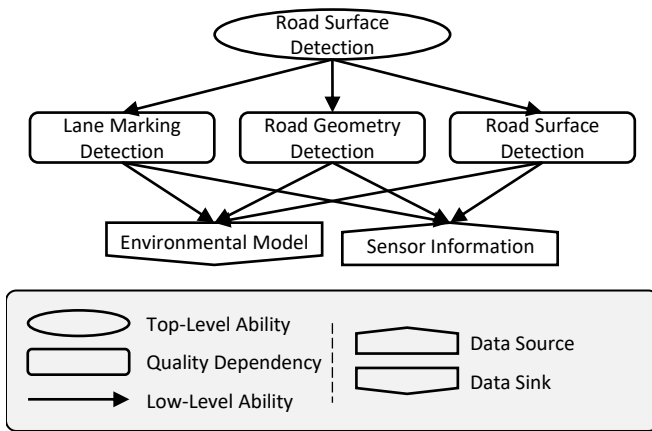 Road Surface
Detection
Lane Marking
Detection
Road Geometry
Detection
Road Surface
Detection
Environmental Model
Sensor Information
Top-Level Ability
Quality Dependency
Low-Level Ability
Data Source
Data Sink